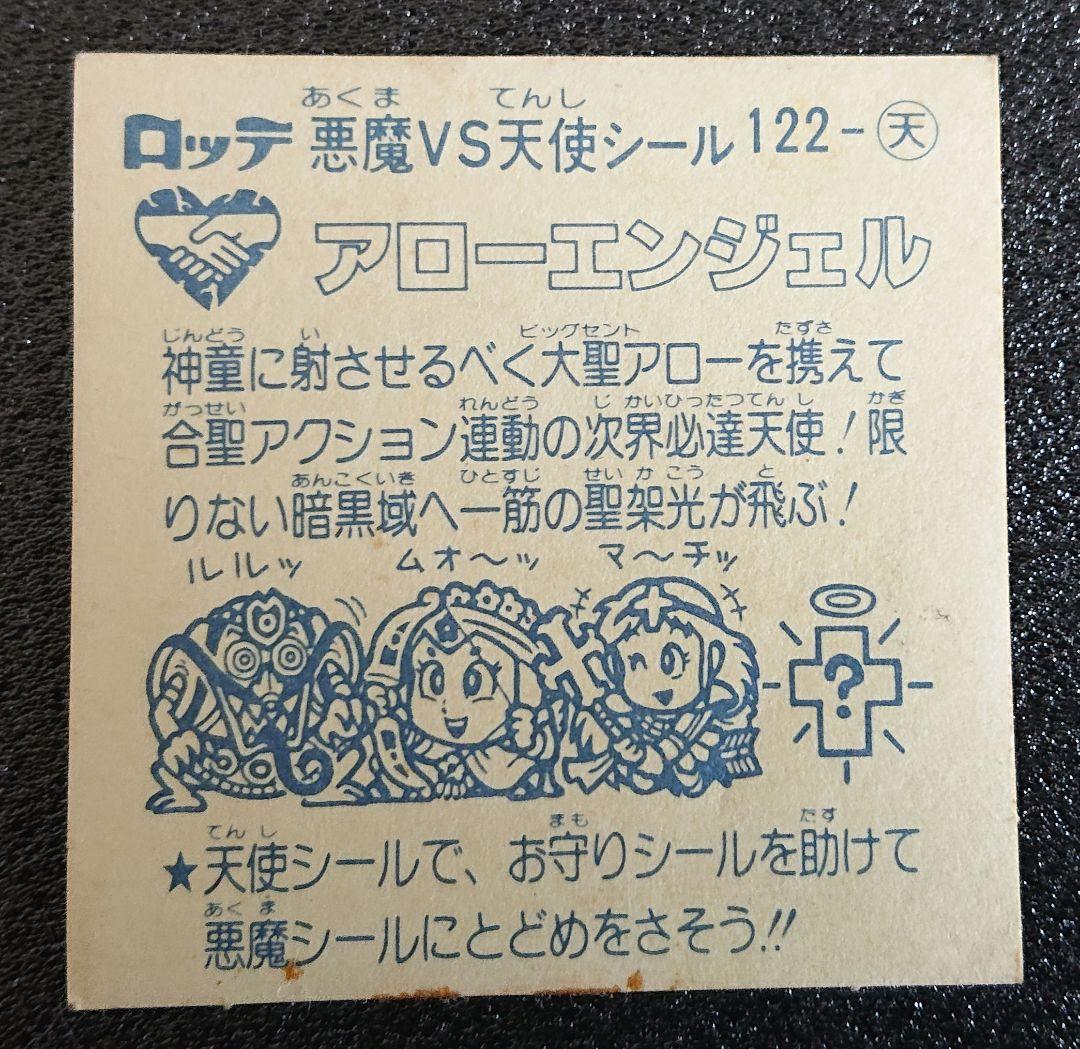 あくま てんし
ロッテ 悪魔VS天使シール 122-天
アローエンジェル
じんどう い ビッグセント たずさ
神童に射させるべく大聖アローを携えて
がっせい れんどう じかいひったつてんし かぎ
合聖アクション連動の次界必達天使!限
あんこくいき ひとすじ せいかこう と
りない暗黒域へ一筋の聖架光が飛ぶ!
ルルッ ムォ〜ッ マ〜チッ
?
てんし まも たす
★天使シールで、お守りシールを助けて
あくま
悪魔シールにとどめをさそう!!